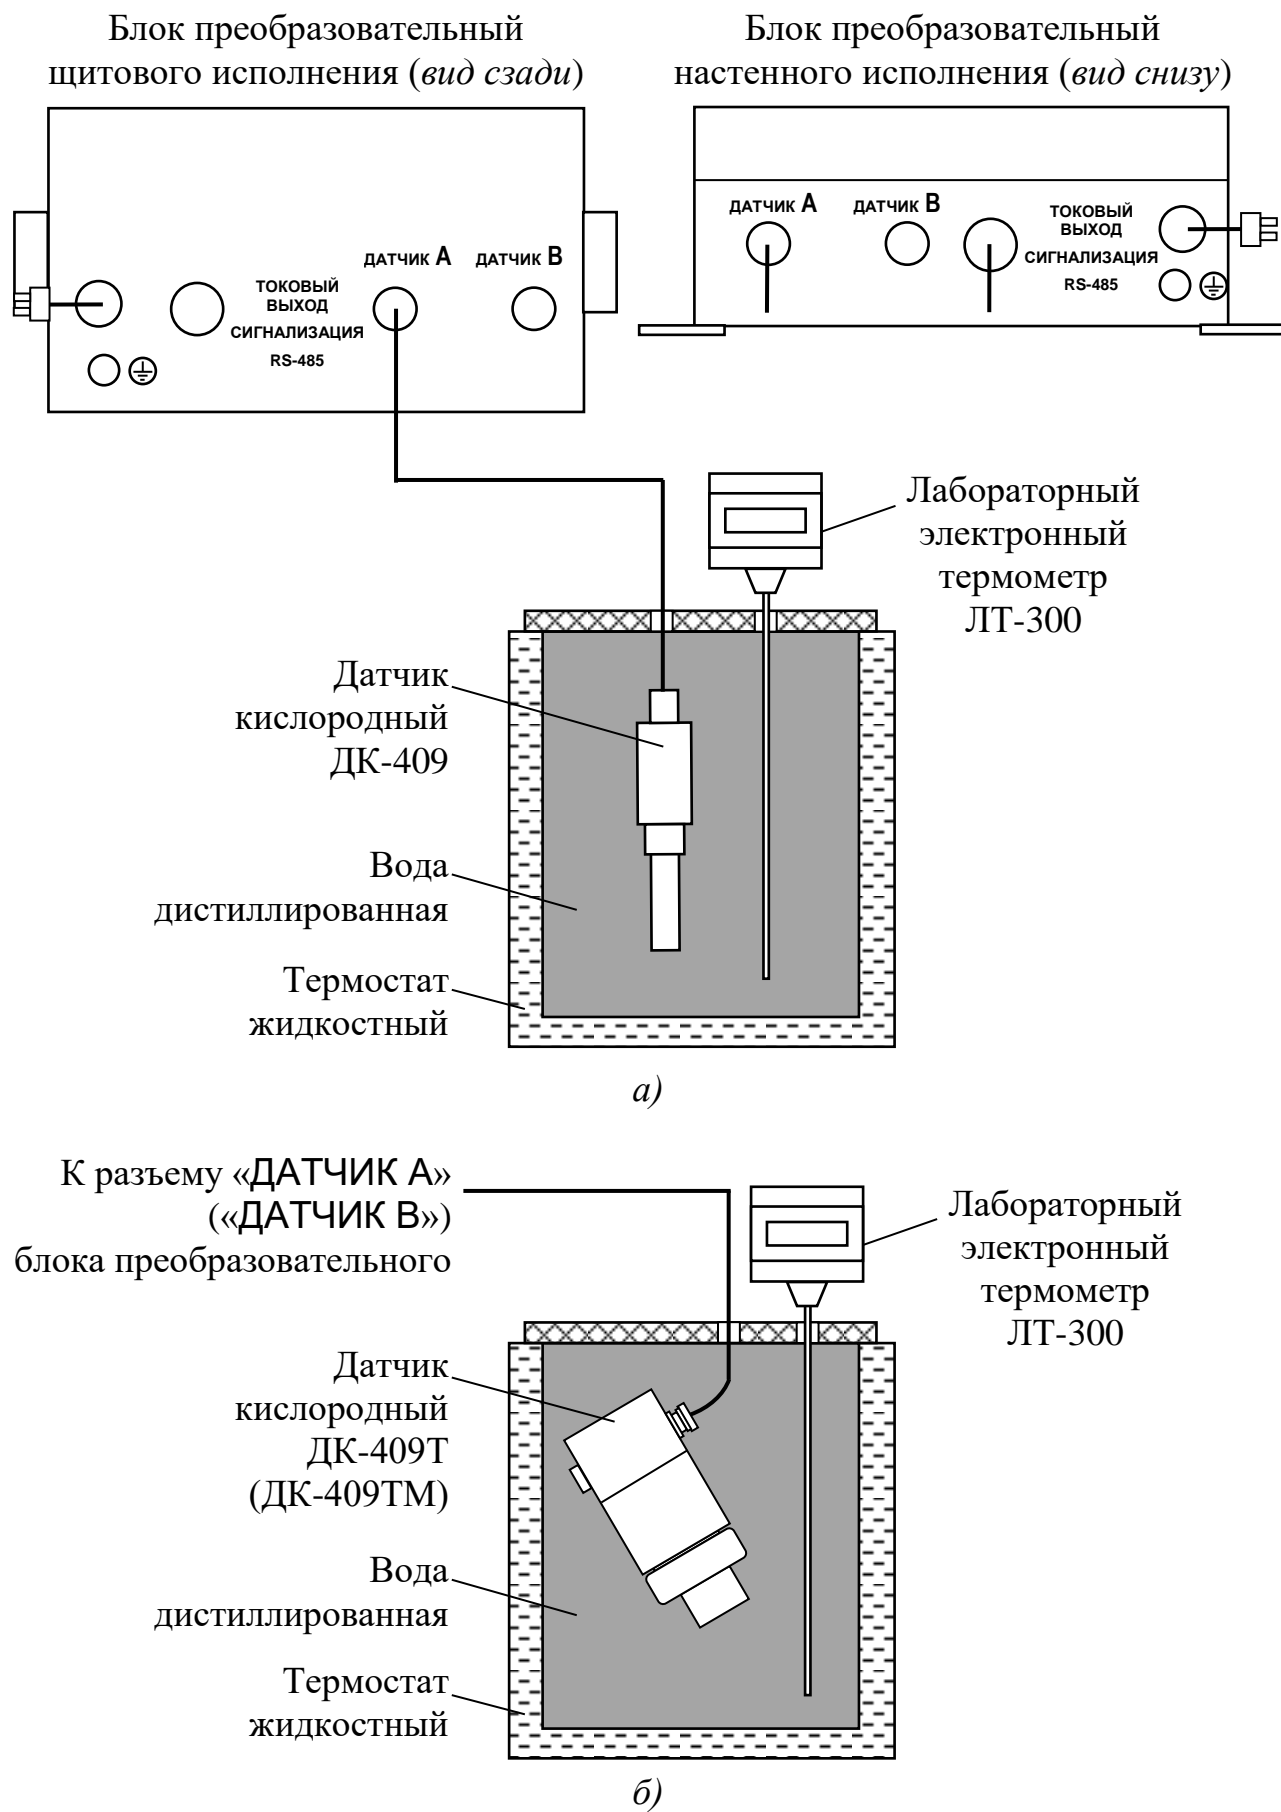 Блок преобразовательный
щитового исполнения (вид сзади)
Блок преобразовательный
настенного исполнения (вид снизу)
ТОКОВЫЙ
ВЫХОД
СИГНАЛИЗАЦИЯ
RS-485
ДАТЧИК А
ДАТЧИК В
ДАТЧИК А
ДАТЧИК В
ТОКОВЫЙ
ВЫХОД
СИГНАЛИЗАЦИЯ
RS-485
Лабораторный
электронный
термометр
ЛТ-300
Датчик
кислородный
ДК-409
Вода
дистиллированная
Термостат
жидкостный
а)
К разъему «ДАТЧИК А»
(«ДАТЧИК В»)
блока преобразовательного
Лабораторный
электронный
термометр
ЛТ-300
Датчик
кислородный
ДК-409Т
(ДК-409ТМ)
Вода
дистиллированная
Термостат
жидкостный
б)